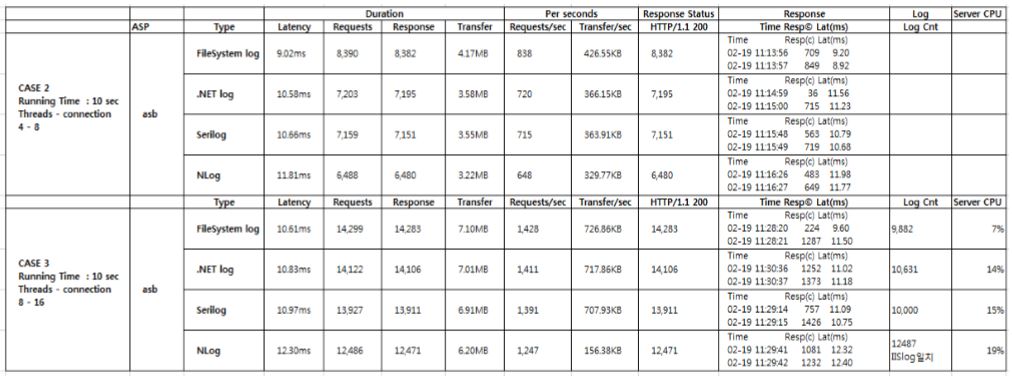 Duration Per seconds Response Status Response Log Server CPU
ASP Type Latency Requests Response Transfer Requests/sec Transfer/sec HTTP/1.1 200 Time Resp© Lat(ms) Log Cnt
CASE 2
Running Time : 10 sec
Threads - connection
4 - 8
asb
FileSystem log 9.02ms 8,390 8,382 4.17MB 838 426.55KB 8,382
Time Resp(c) Lat(ms)
02-19 11:13:56 709 9.20
02-19 11:13:57 849 8.92
.NET log 10.58ms 7,203 7,195 3.58MB 720 366.15KB 7,195
Time Resp(c) Lat(ms)
02-19 11:14:59 36 11.56
02-19 11:15:00 715 11.23
Serilog 10.66ms 7,159 7,151 3.55MB 715 363.91KB 7,151
Time Resp(c) Lat(ms)
02-19 11:15:48 563 10.79
02-19 11:15:49 719 10.68
NLog 11.81ms 6,488 6,480 3.22MB 648 329.77KB 6,480
Time Resp(c) Lat(ms)
02-19 11:16:26 483 11.98
02-19 11:16:27 649 11.77
Type Latency Requests Response Transfer Requests/sec Transfer/sec HTTP/1.1 200 Time Resp© Lat(ms) Log Cnt Server CPU
CASE 3
Running Time : 10 sec
Threads - connection
8 - 16
asb
FileSystem log 10.61ms 14,299 14,283 7.10MB 1,428 726.86KB 14,283
Time Resp(c) Lat(ms)
02-19 11:28:20 224 9.60
02-19 11:28:21 1287 11.50
9,882 7%
.NET log 10.83ms 14,122 14,106 7.01MB 1,411 717.86KB 14,106
Time Resp(c) Lat(ms)
02-19 11:30:36 1252 11.02
02-19 11:30:37 1373 11.18
10,631 14%
Serilog 10.97ms 13,927 13,911 6.91MB 1,391 707.93KB 13,911
Time Resp(c) Lat(ms)
02-19 11:29:14 757 11.09
02-19 11:29:15 1426 10.75
10,000 15%
NLog 12.30ms 12,486 12,471 6.20MB 1,247 156.38KB 12,471
Time Resp(c) Lat(ms)
02-19 11:29:41 1081 12.32
02-19 11:29:42 1232 12.40
12487
IISlog일치
19%